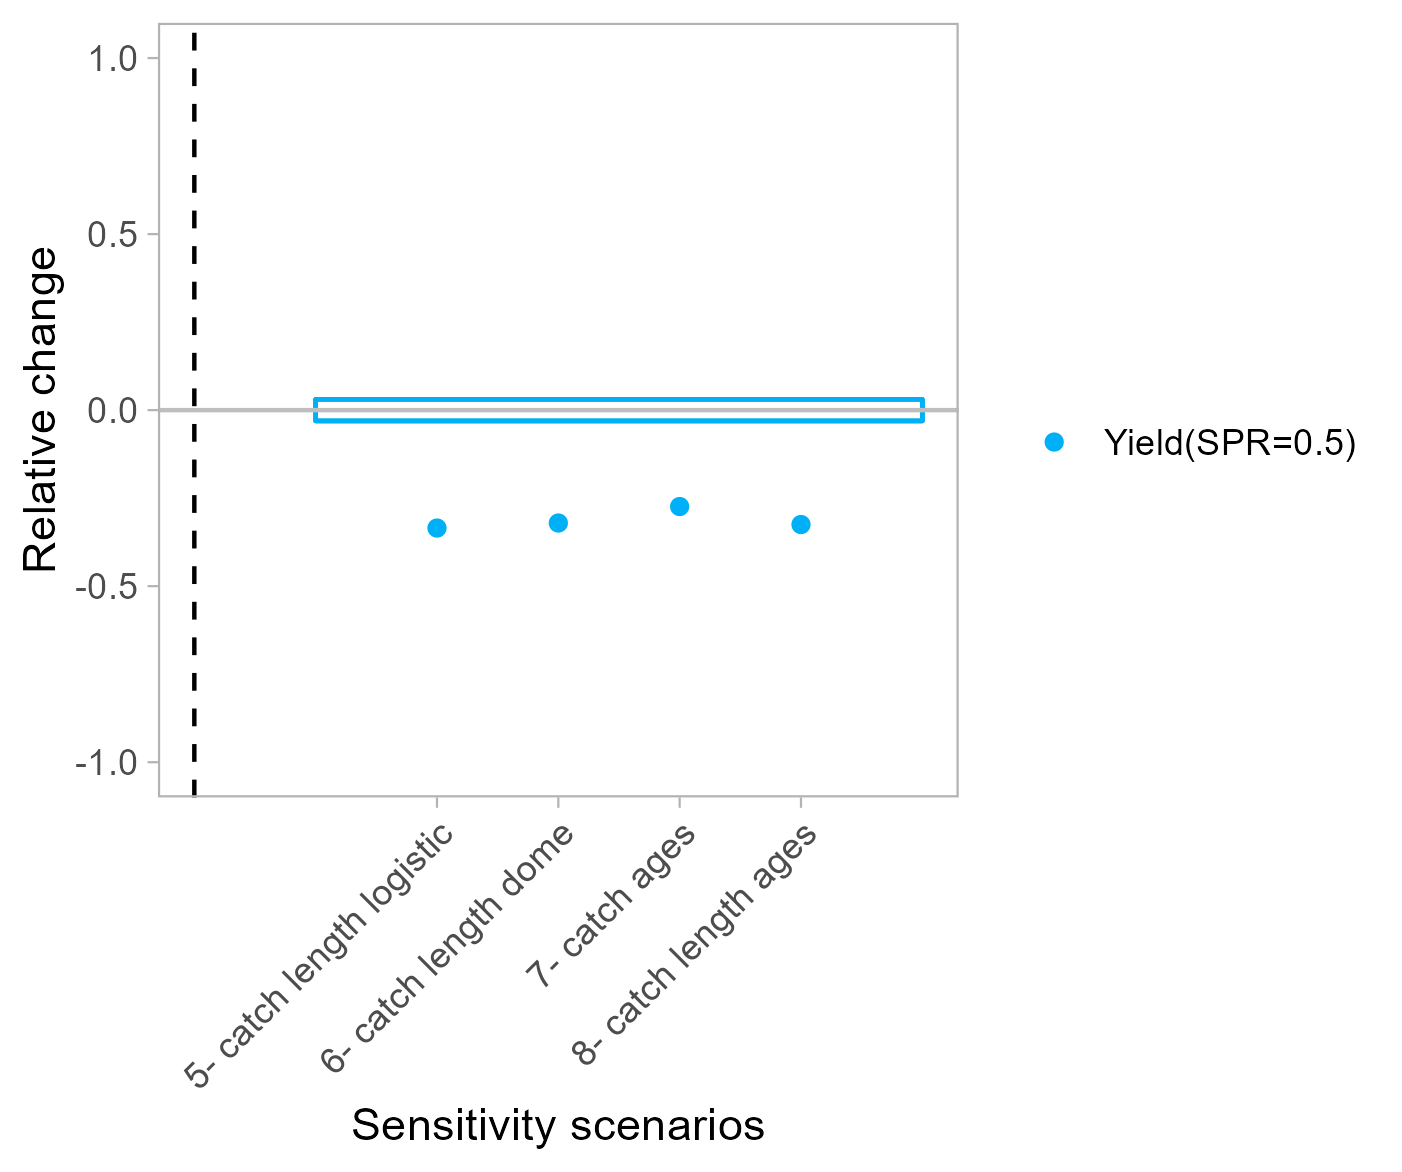 1.0
0.5
0.0
-0.5
-1.0
Relative change
5- catch length logistic
6- catch length dome
7- catch ages
8- catch length ages
Sensitivity scenarios
Yield(SPR=0.5)